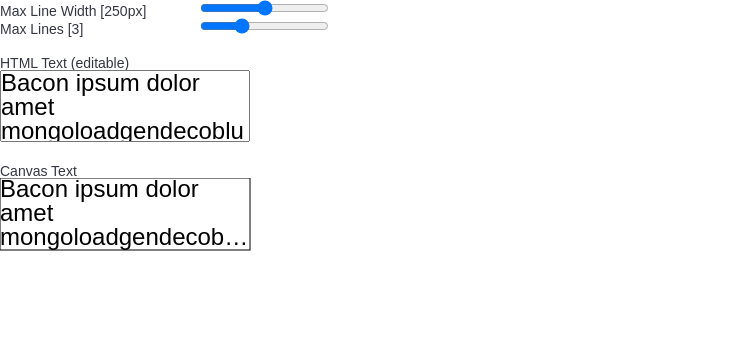 Max Line Width [250px]
Max Lines [3]
HTML Text (editable)
Bacon ipsum dolor
amet
mongoloadgendecoblu
Canvas Text
Bacon ipsum dolor
amet
mongoloadgendecob…